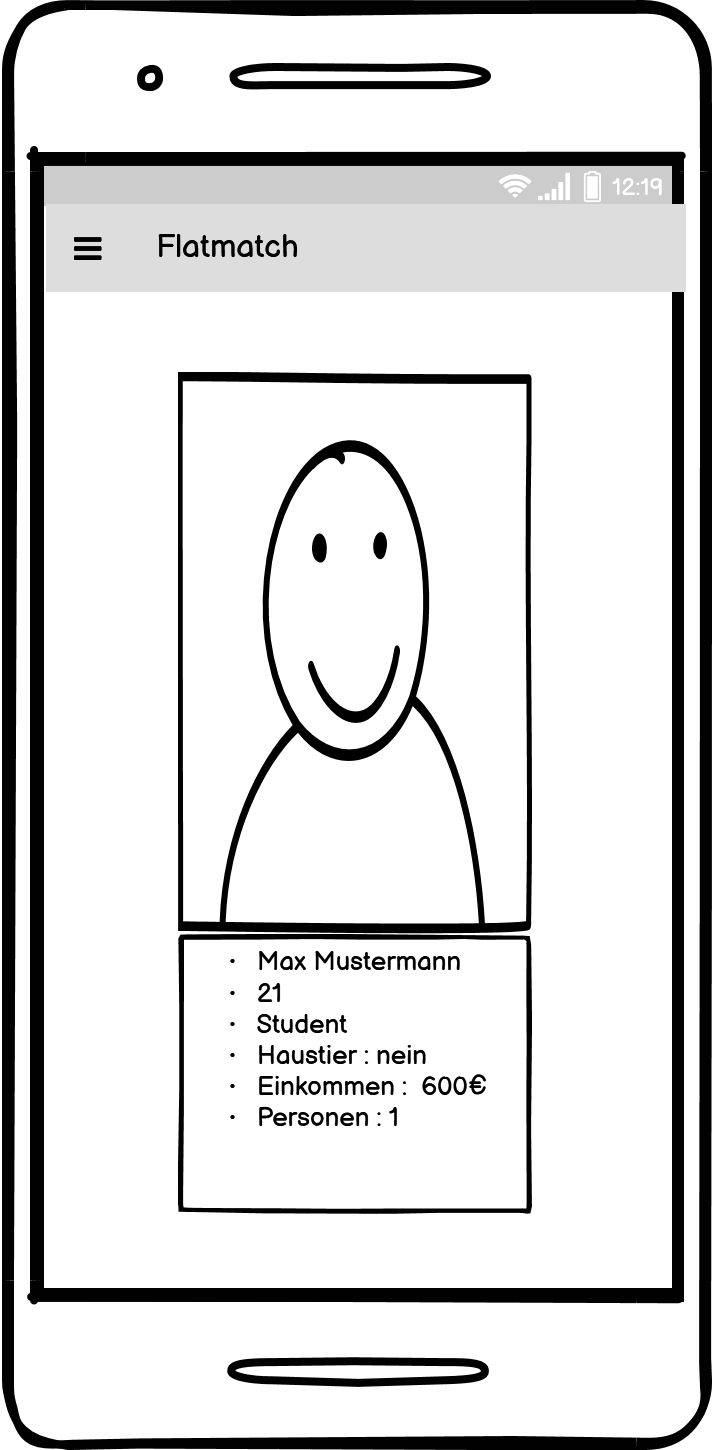 12:19
Flatmatch
· Max Mustermann
· 21
· Student
· Haustier : nein
· Einkommen : 600€
· Personen : 1